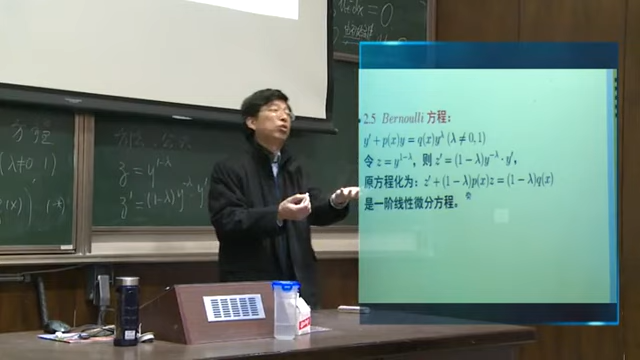 = 0
方程
(λ≠0, 1)
z = y^{1-λ}
z' = (1-λ) y^{-λ} · y'
2.5 Bernoulli 方程:
y' + p(x)y = q(x)y^λ (λ ≠ 0, 1)
令 z = y^{1-λ}，则 z' = (1 − λ)y^{-λ} · y',
原方程化为: z' + (1 − λ)p(x)z = (1 − λ)q(x)
是一阶线性微分方程。